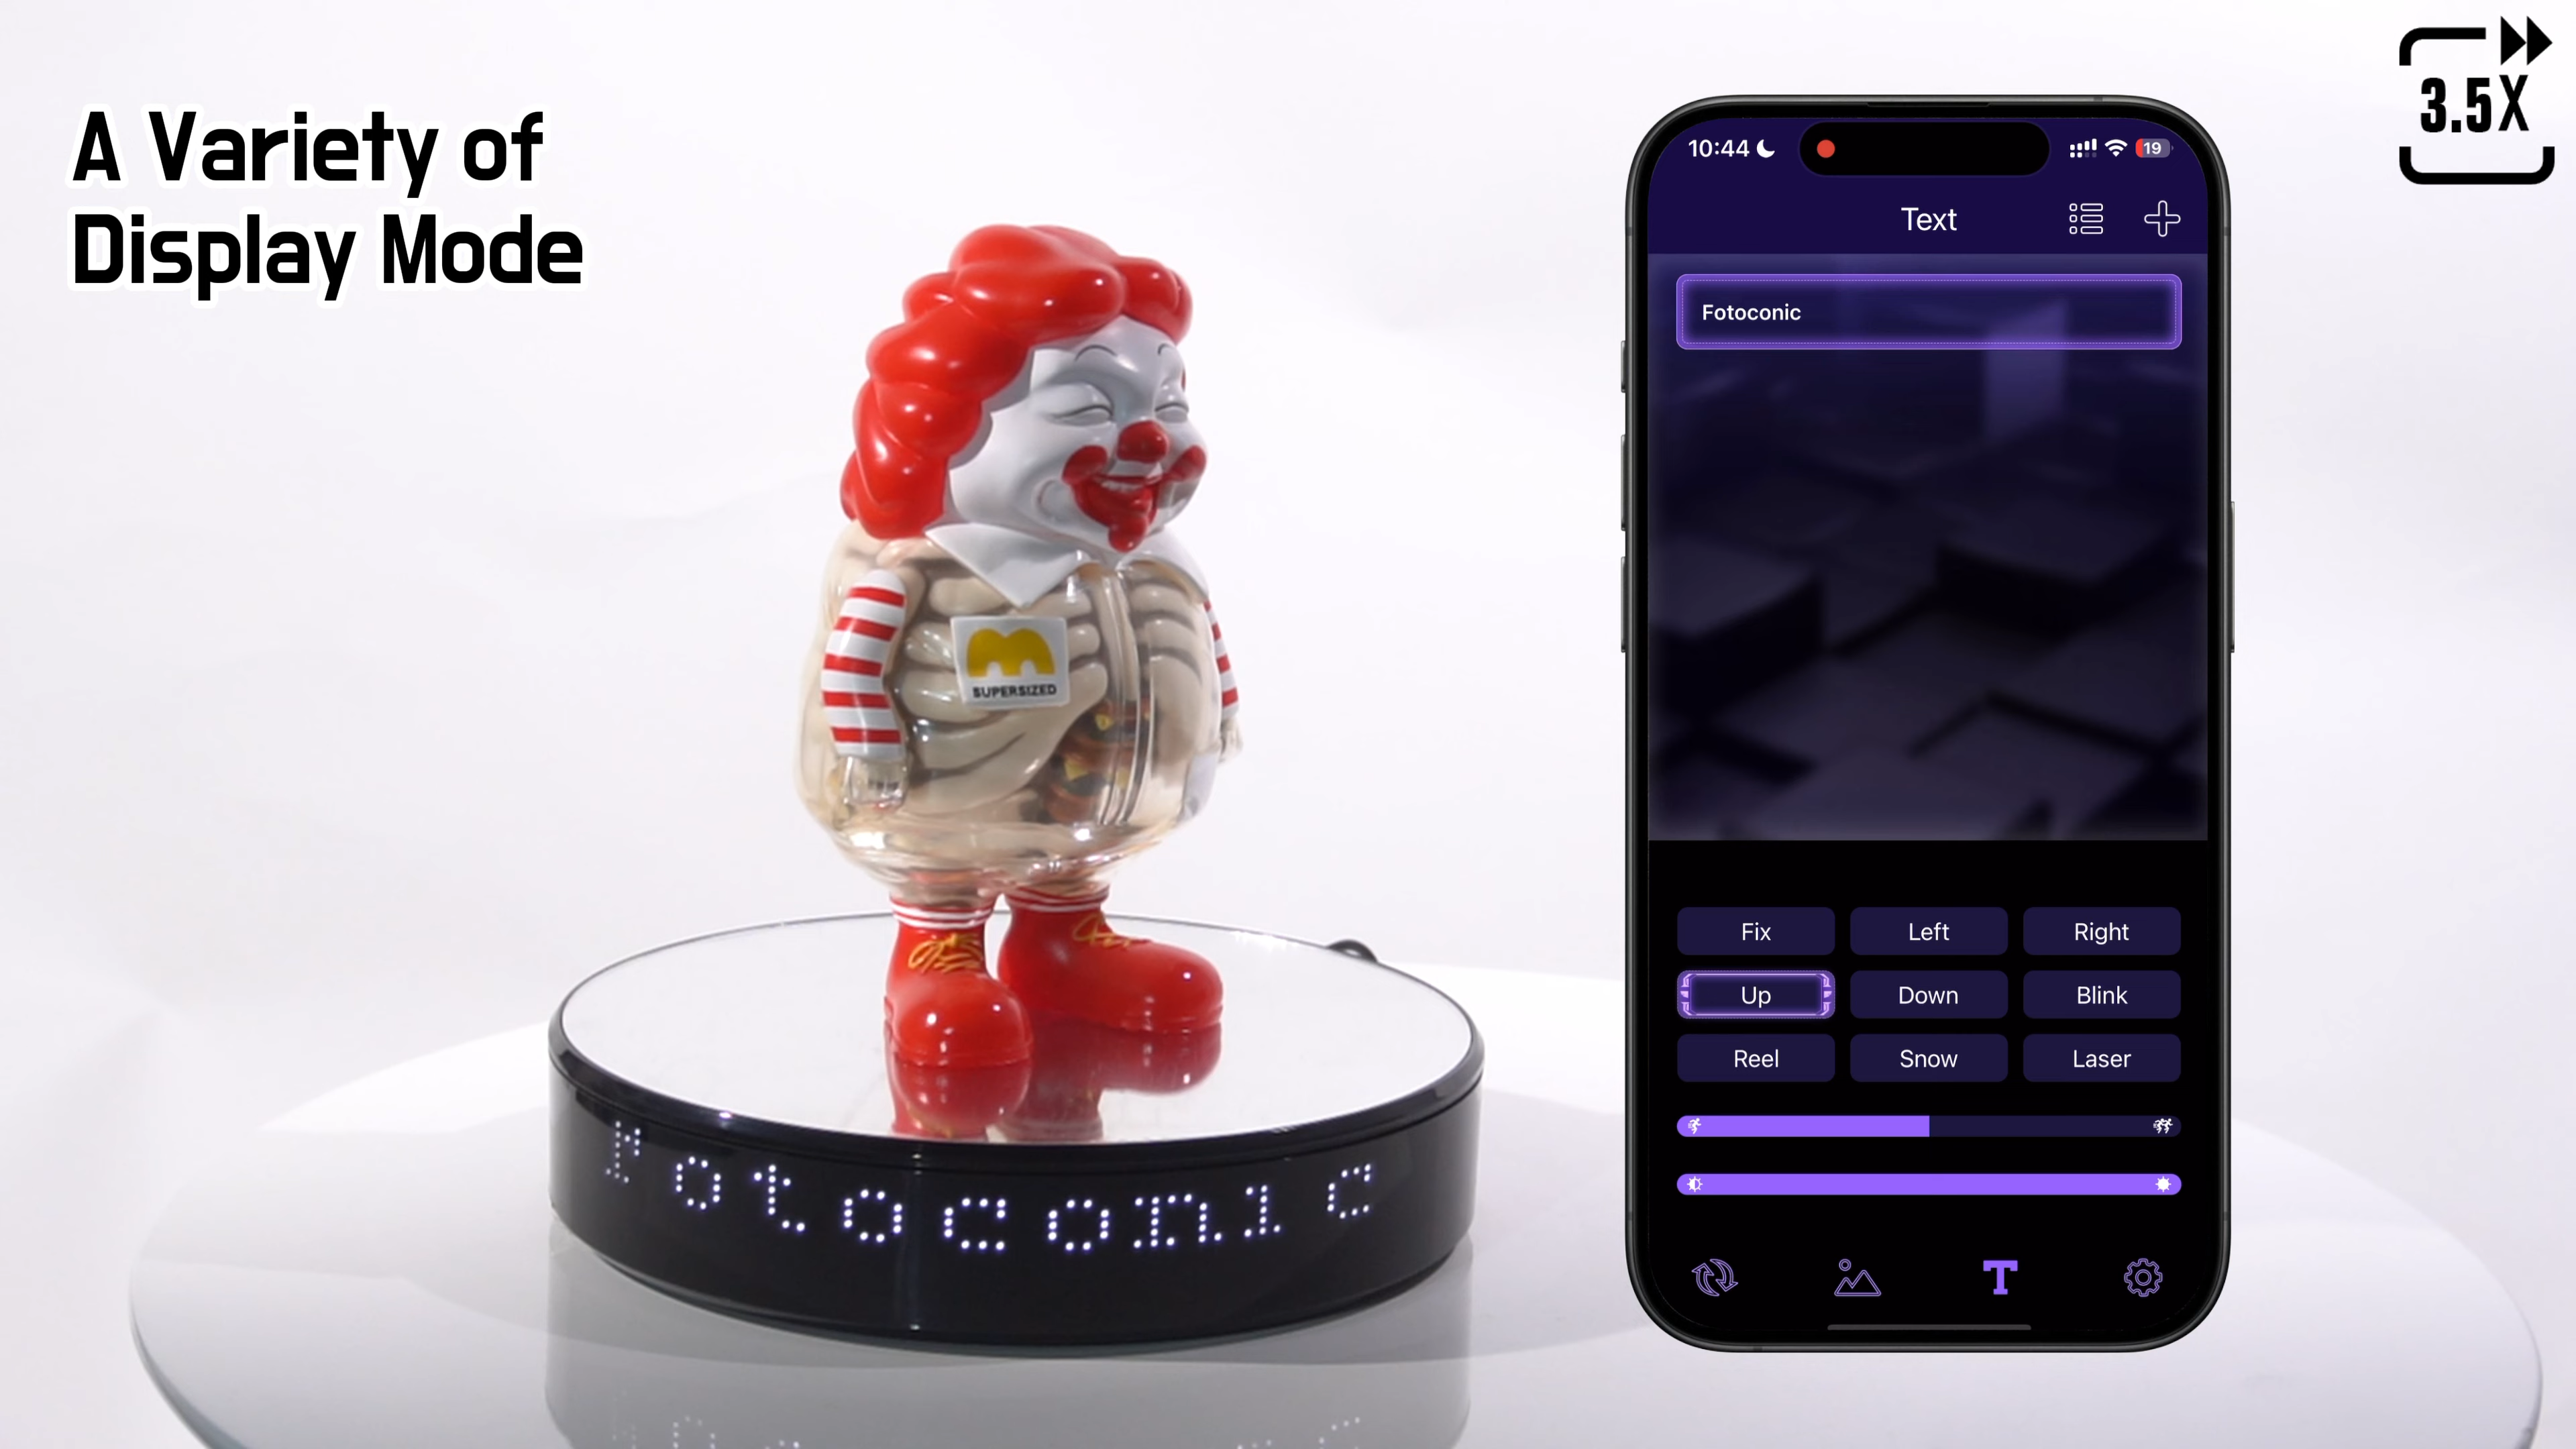 A Variety of
Display Mode
3.5X
SUPERSIZED
Fotoconic
10:44
19
Text
Fotoconic
Fix
Left
Right
Up
Down
Blink
Reel
Snow
Laser
T